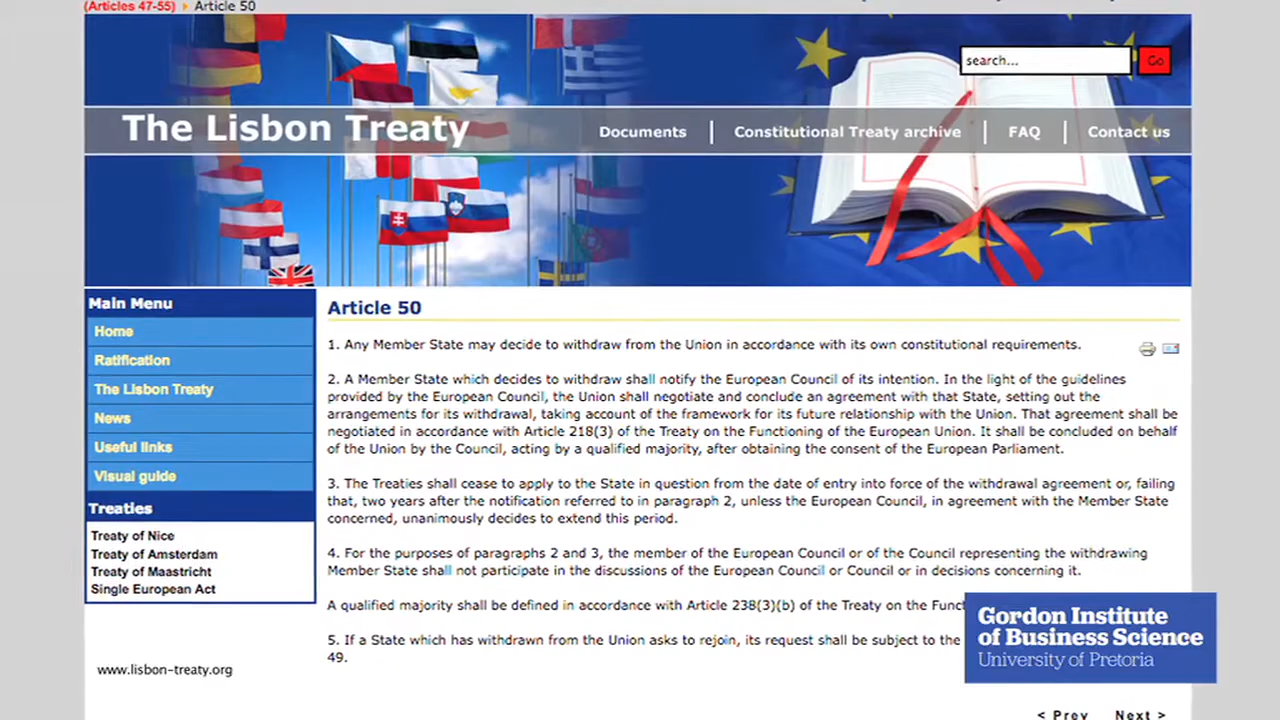 (Articles 47-55) Article 50
search... Go
The Lisbon Treaty
Documents | Constitutional Treaty archive | FAQ | Contact us
Main Menu
Home
Ratification
The Lisbon Treaty
News
Useful links
Visual guide
Treaties
Treaty of Nice
Treaty of Amsterdam
Treaty of Maastricht
Single European Act
www.lisbon-treaty.org
Article 50
1. Any Member State may decide to withdraw from the Union in accordance with its own constitutional requirements.
2. A Member State which decides to withdraw shall notify the European Council of its intention. In the light of the guidelines
provided by the European Council, the Union shall negotiate and conclude an agreement with that State, setting out the
arrangements for its withdrawal, taking account of the framework for its future relationship with the Union. That agreement shall be
negotiated in accordance with Article 218(3) of the Treaty on the Functioning of the European Union. It shall be concluded on behalf
of the Union by the Council, acting by a qualified majority, after obtaining the consent of the European Parliament.
3. The Treaties shall cease to apply to the State in question from the date of entry into force of the withdrawal agreement or, failing
that, two years after the notification referred to in paragraph 2, unless the European Council, in agreement with the Member State
concerned, unanimously decides to extend this period.
4. For the purposes of paragraphs 2 and 3, the member of the European Council or of the Council representing the withdrawing
Member State shall not participate in the discussions of the European Council or Council or in decisions concerning it.
A qualified majority shall be defined in accordance with Article 238(3)(b) of the Treaty on the
5. If a State which has withdrawn from the Union asks to rejoin, its request shall be subject to the
49.
Gordon Institute
of Business Science
University of Pretoria
< Prev Next >